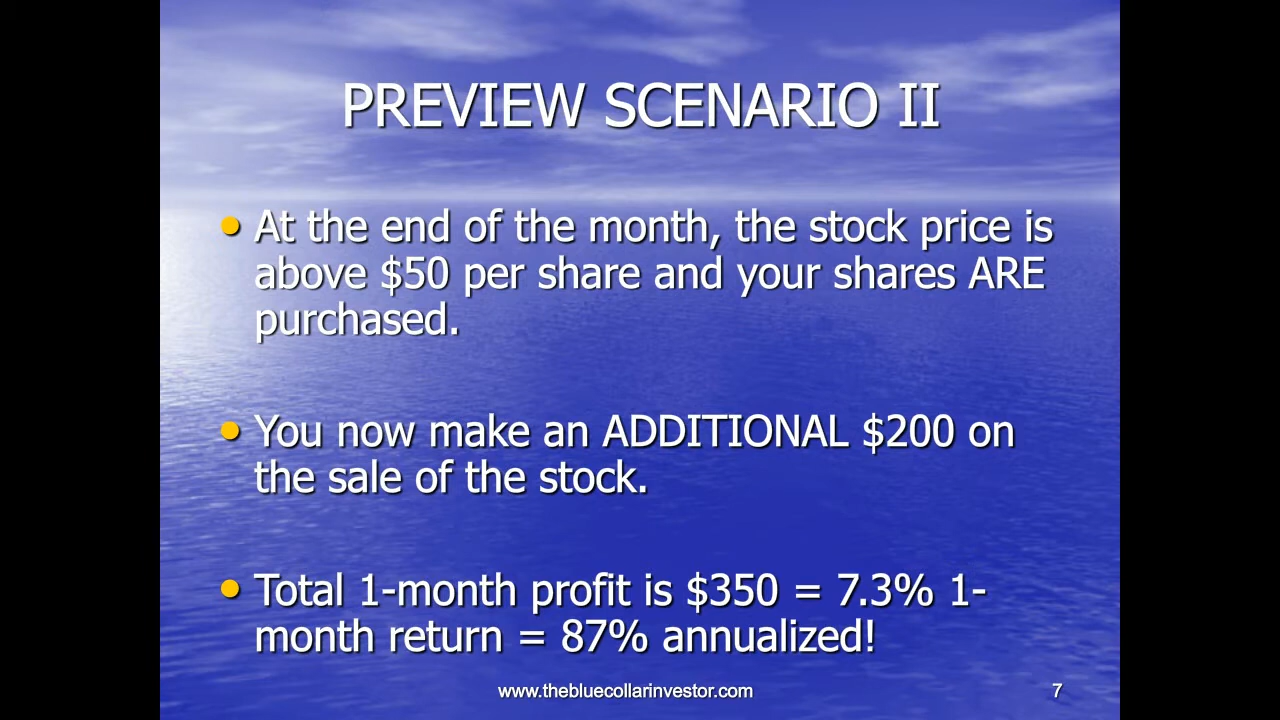 PREVIEW SCENARIO II
• At the end of the month, the stock price is
above $50 per share and your shares ARE
purchased.
• You now make an ADDITIONAL $200 on
the sale of the stock.
• Total 1-month profit is $350 = 7.3% 1-
month return = 87% annualized!
www.thebluecollarinvestor.com
7